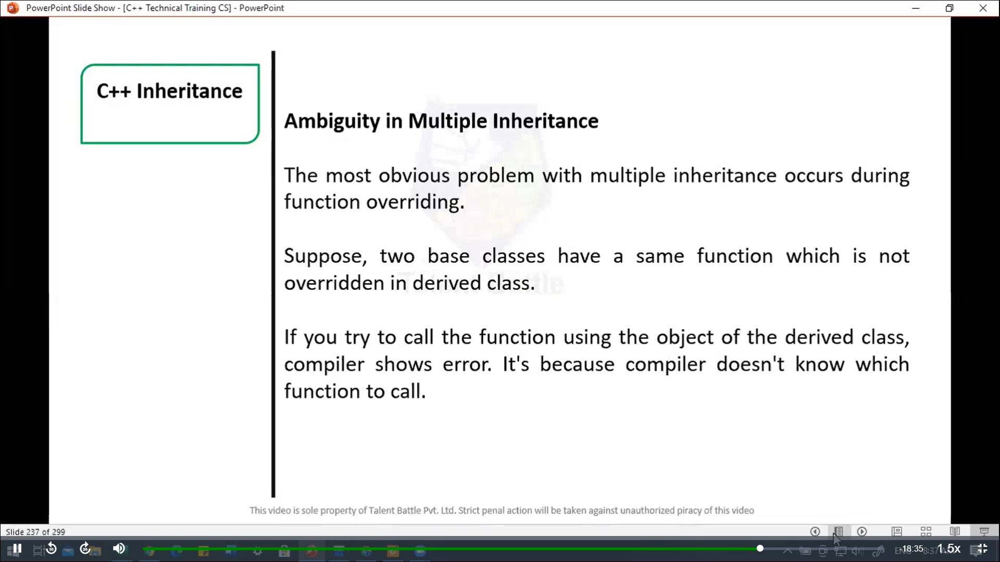 PowerPoint Slide Show - [C++ Technical Training CS] - PowerPoint
C++ Inheritance
Ambiguity in Multiple Inheritance
The most obvious problem with multiple inheritance occurs during
function overriding.
Suppose, two base classes have a same function which is not
overridden in derived class.
If you try to call the function using the object of the derived class,
compiler shows error. It's because compiler doesn't know which
function to call.
This video is sole property of Talent Battle Pvt. Ltd. Strict penal action will be taken against unauthorized piracy of this video
Slide 237 of 299
10
30
-18:35
1.5x